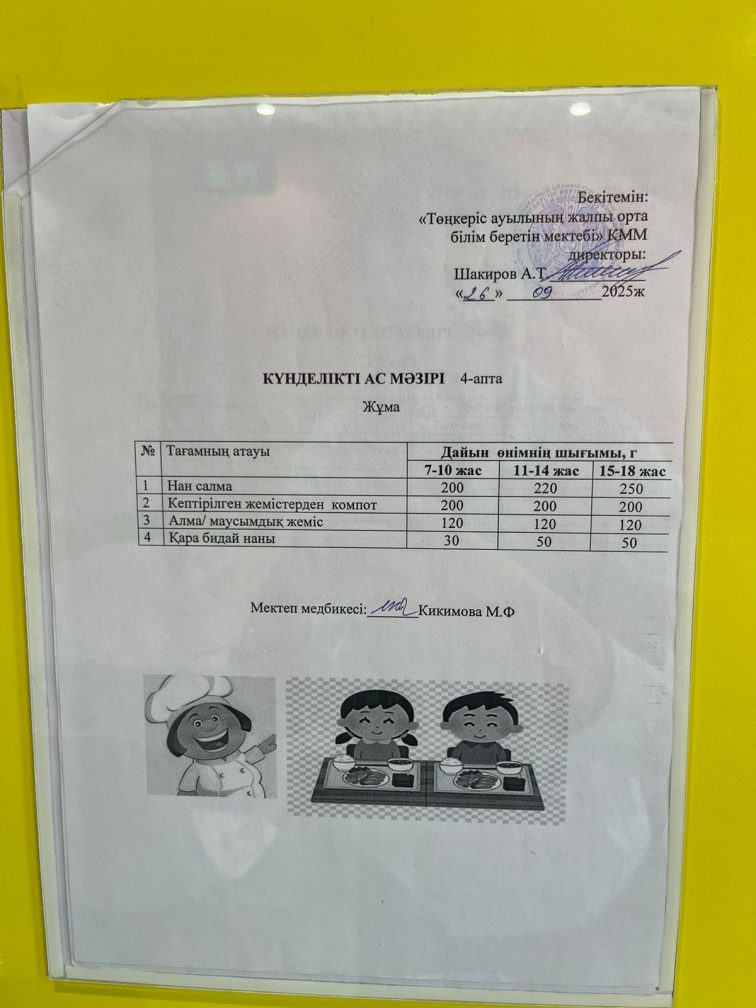 Бекітемін:
«Төңкеріс ауылының жалпы орта
білім беретін мектебі» КММ
директоры:
Шакиров А.Т.
«26» 09 2025ж
КҮНДЕЛІКТІ АС МӘЗІРІ 4-апта
Жұма
№ Тағамның атауы Дайын өнімнің шығымы, г
7-10 жас 11-14 жас 15-18 жас
1 Нан салма 200 220 250
2 Кептірілген жемістерден компот 200 200 200
3 Алма/ маусымдық жеміс 120 120 120
4 Қара бидай наны 30 50 50
Мектеп медбикесі:______Кикимова М.Ф